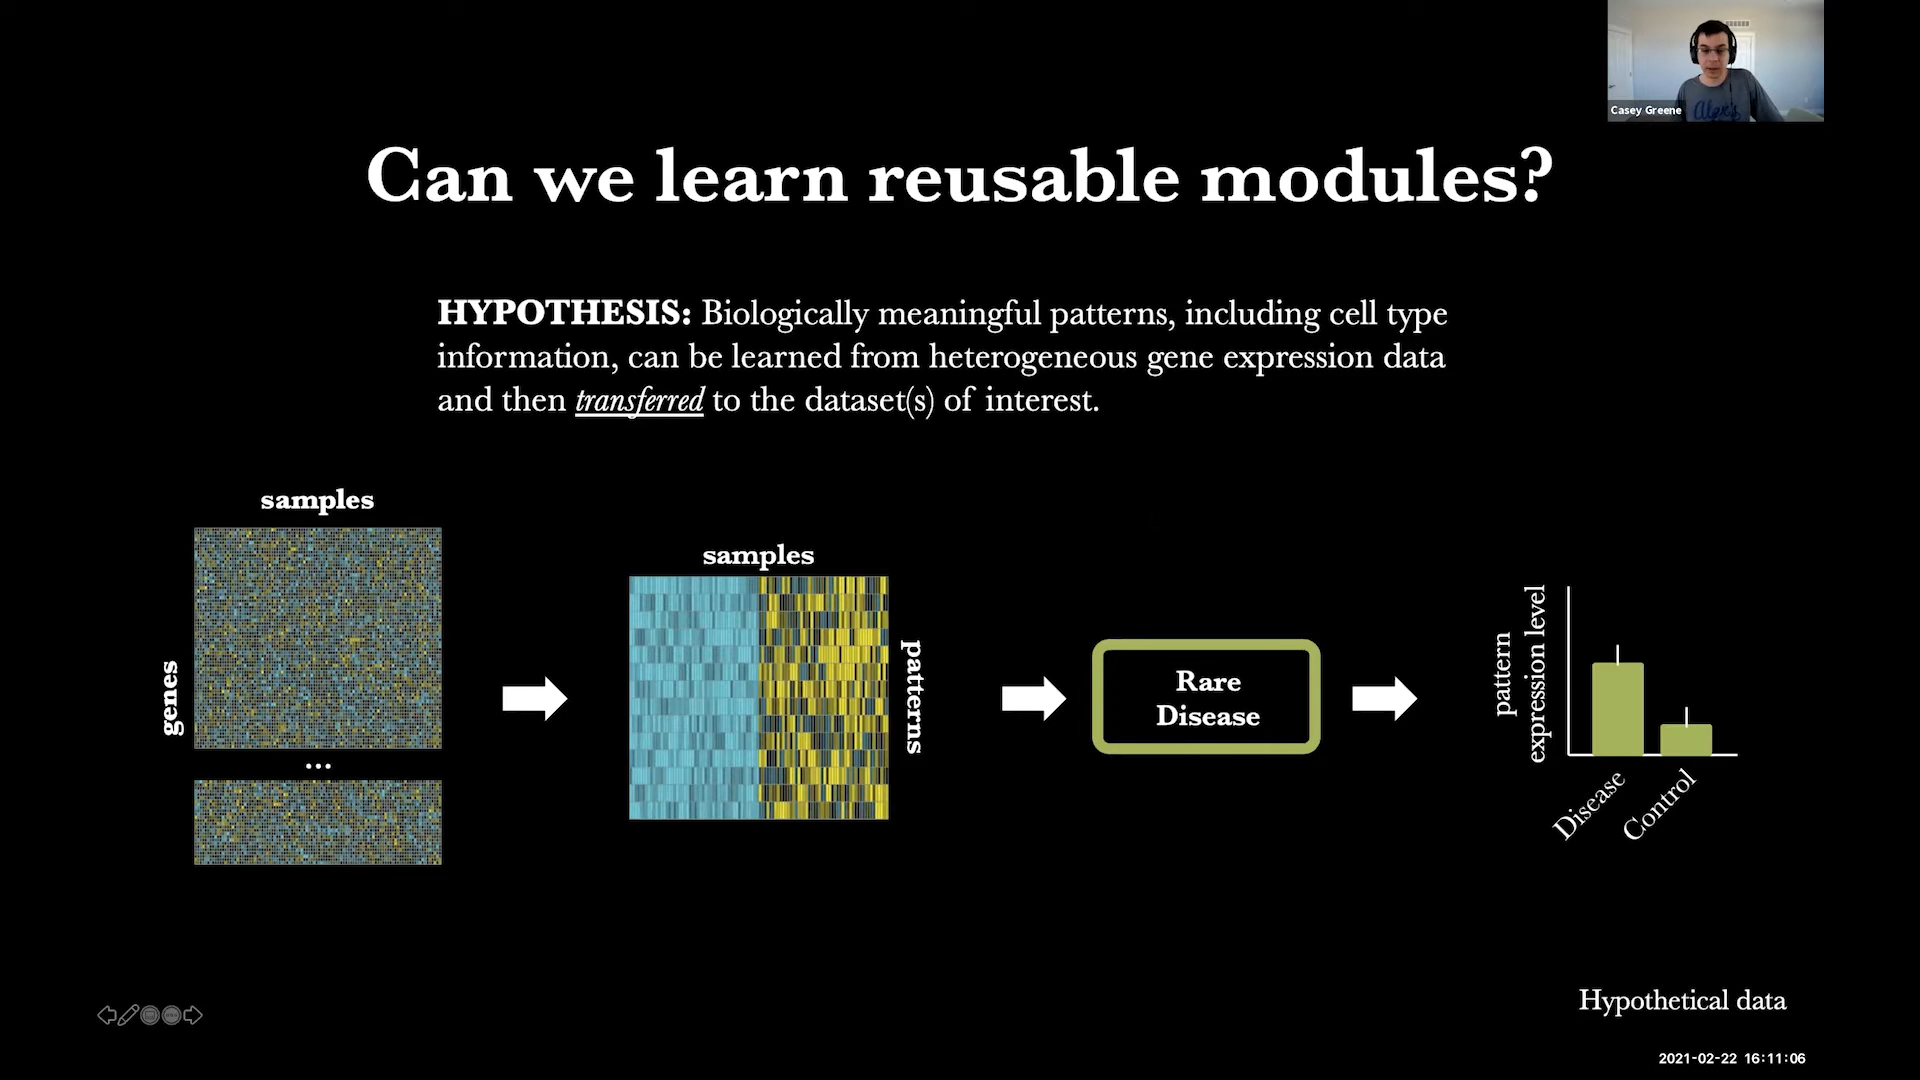 Casey Greene
Can we learn reusable modules?
HYPOTHESIS: Biologically meaningful patterns, including cell type
information, can be learned from heterogeneous gene expression data
and then transferred to the dataset(s) of interest.
samples
genes
...
samples
patterns
Rare
Disease
pattern
expression level
Disease
Control
Hypothetical data
2021-02-22 16:11:06